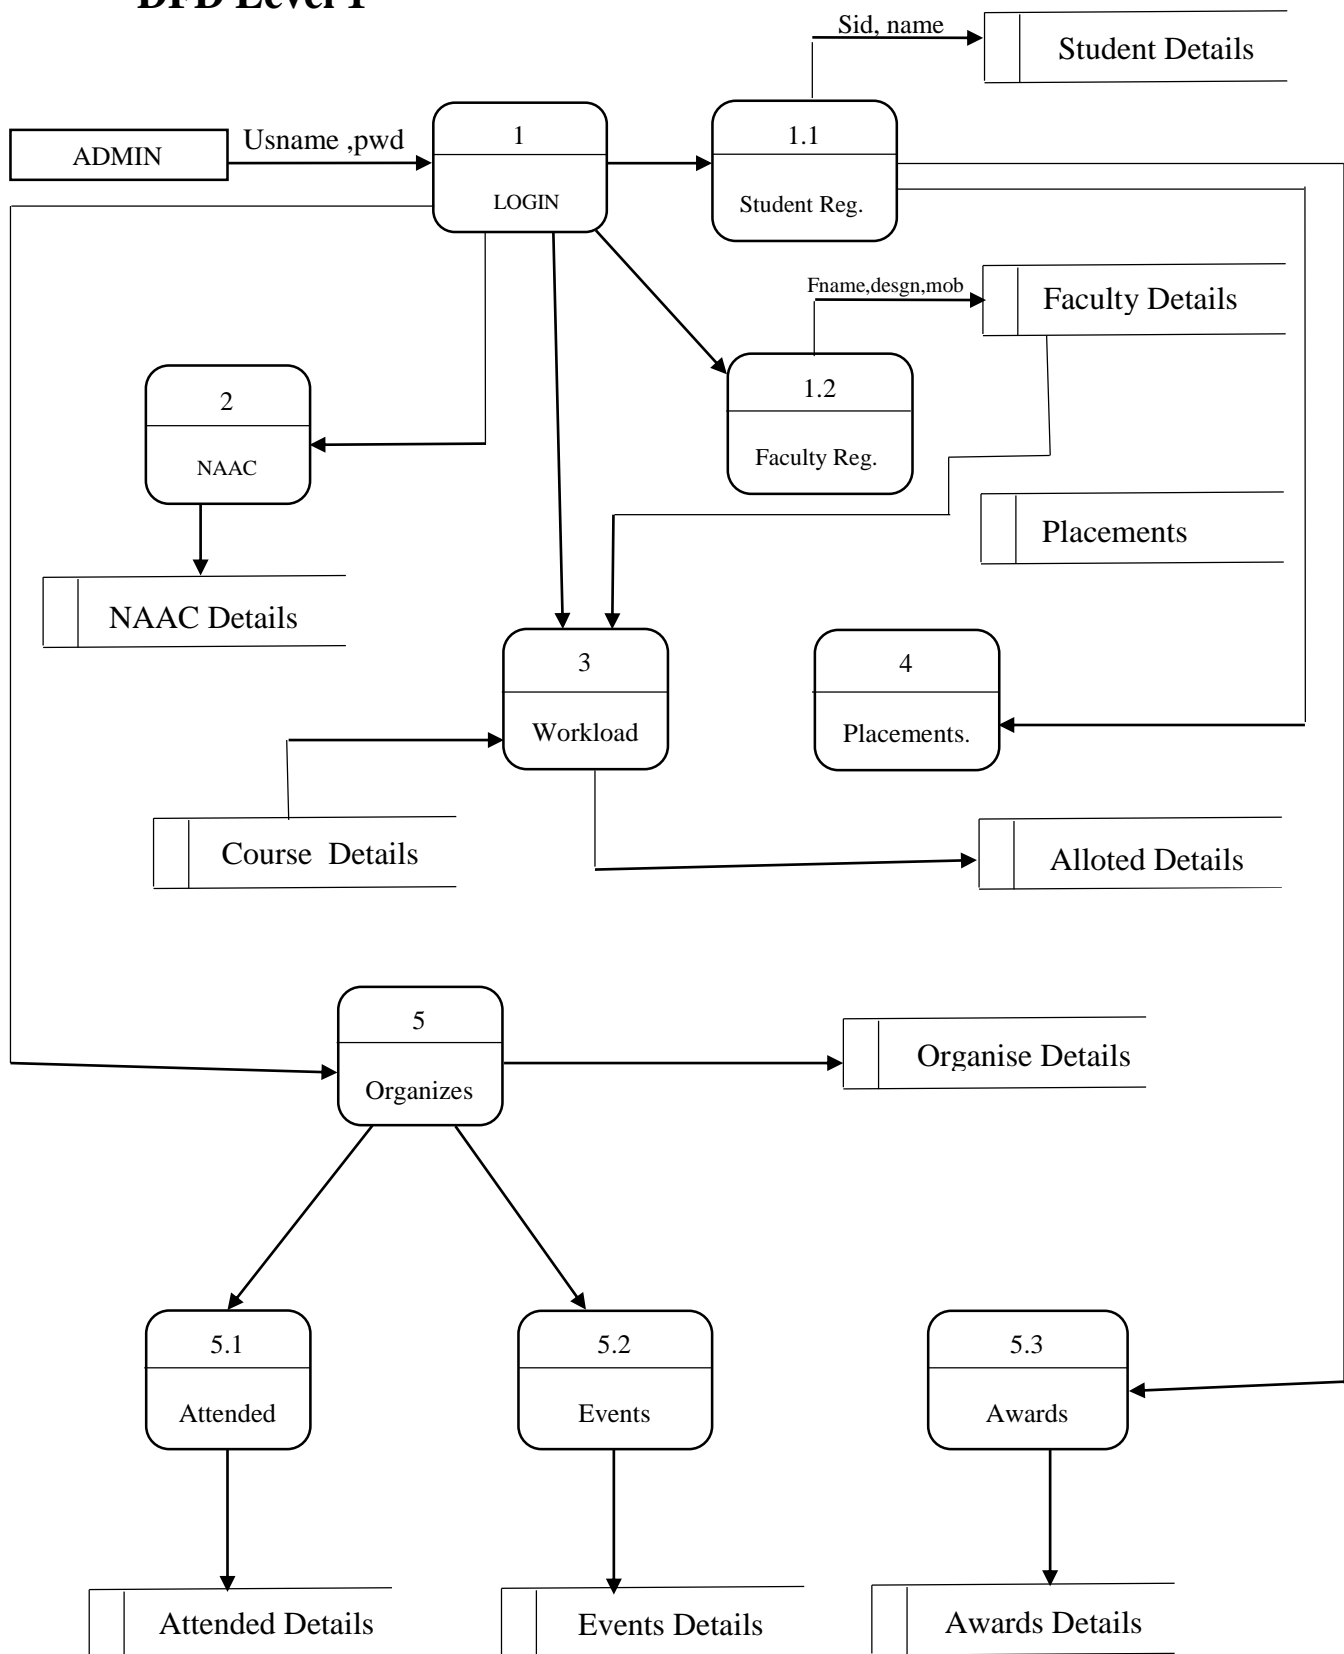 DFD Level 1
Sid, name
Student Details
ADMIN
Usname ,pwd
1
LOGIN
1.1
Student Reg.
Fname,desgn,mob
Faculty Details
2
NAAC
1.2
Faculty Reg.
Placements
NAAC Details
3
Workload
4
Placements.
Course  Details
Alloted Details
5
Organizes
Organise Details
5.1
Attended
5.2
Events
5.3
Awards
Attended Details
Events Details
Awards Details